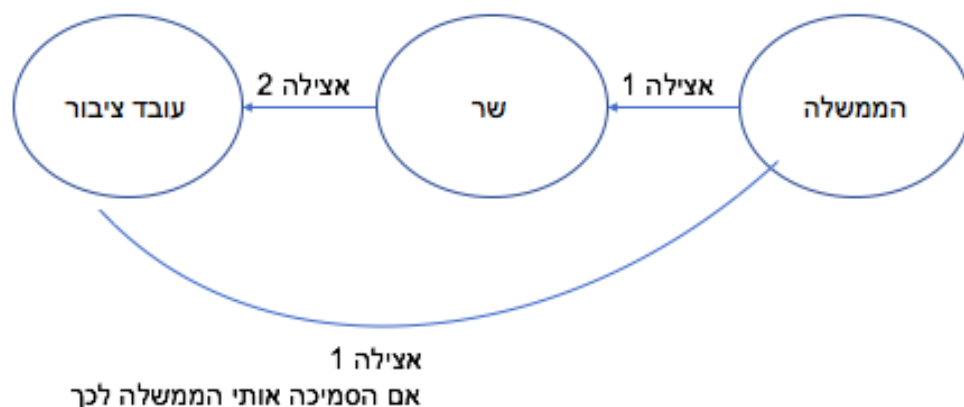 הממשלה
אצילה 1
שר
אצילה 2
עובד ציבור
אצילה 1
אם הסמיכה אותי הממשלה לכך